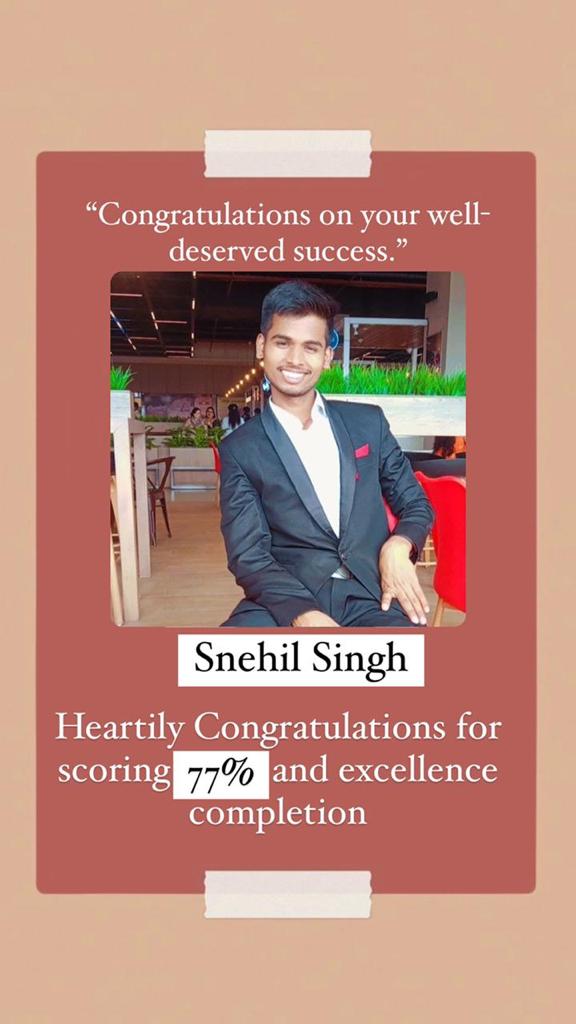 “Congratulations on your well-
deserved success.”
Snehil Singh
Heartily Congratulations for
scoring 77% and excellence
completion